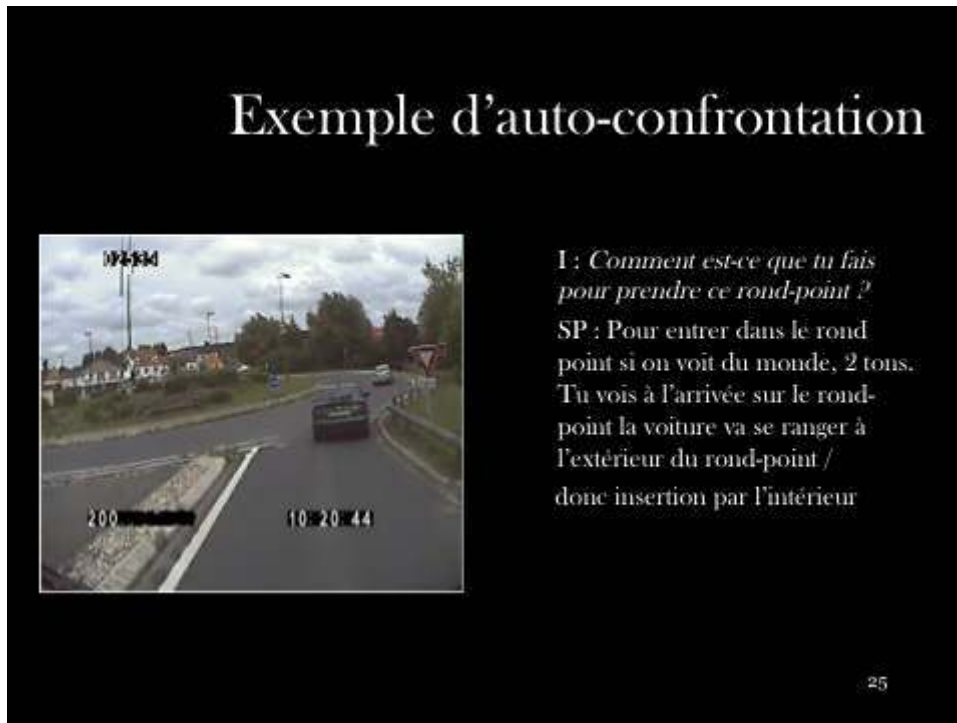 Exemple d’auto-confrontation
I : Comment est-ce que tu fais
pour prendre ce rond-point ?
SP : Pour entrer dans le rond
point si on voit du monde, 2 tons.
Tu vois à l’arrivée sur le rond-
point la voiture va se ranger à
l’extérieur du rond-point /
donc insertion par l’intérieur
200
10 20 44
25